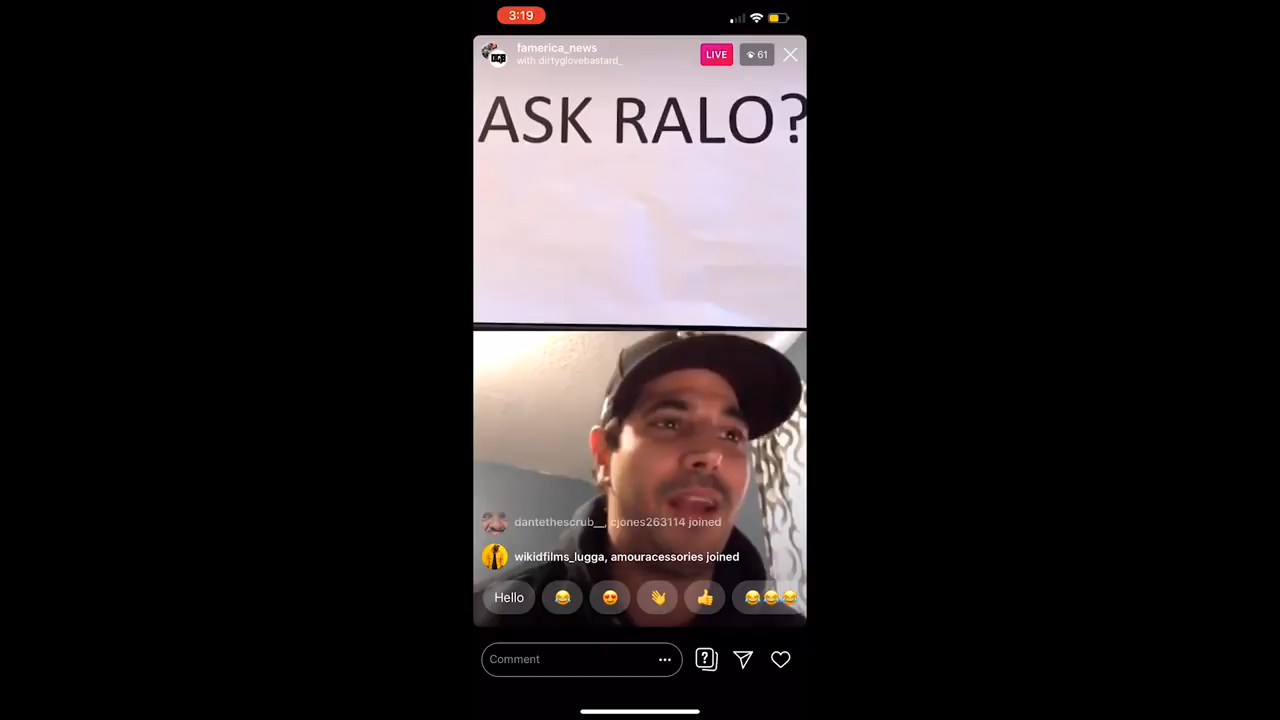 3:19
famerica_news
with dirtyglovebastard_
LIVE
61
ASK RALO?
dantethescrub__, cjones263114 joined
wikidfilms_lugga, amouracessories joined
Hello
Comment